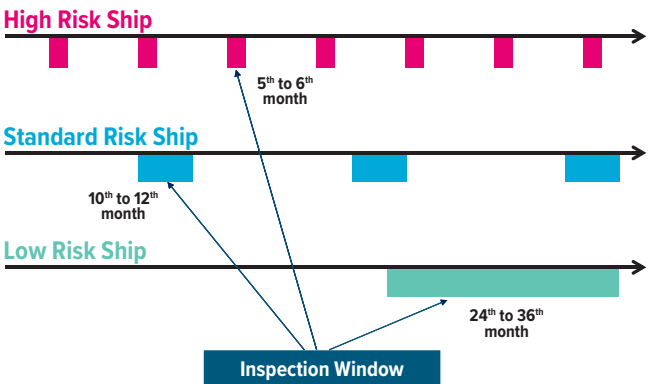 High Risk Ship
5th to 6th
month
Standard Risk Ship
10th to 12th
month
Low Risk Ship
24th to 36th
month
Inspection Window